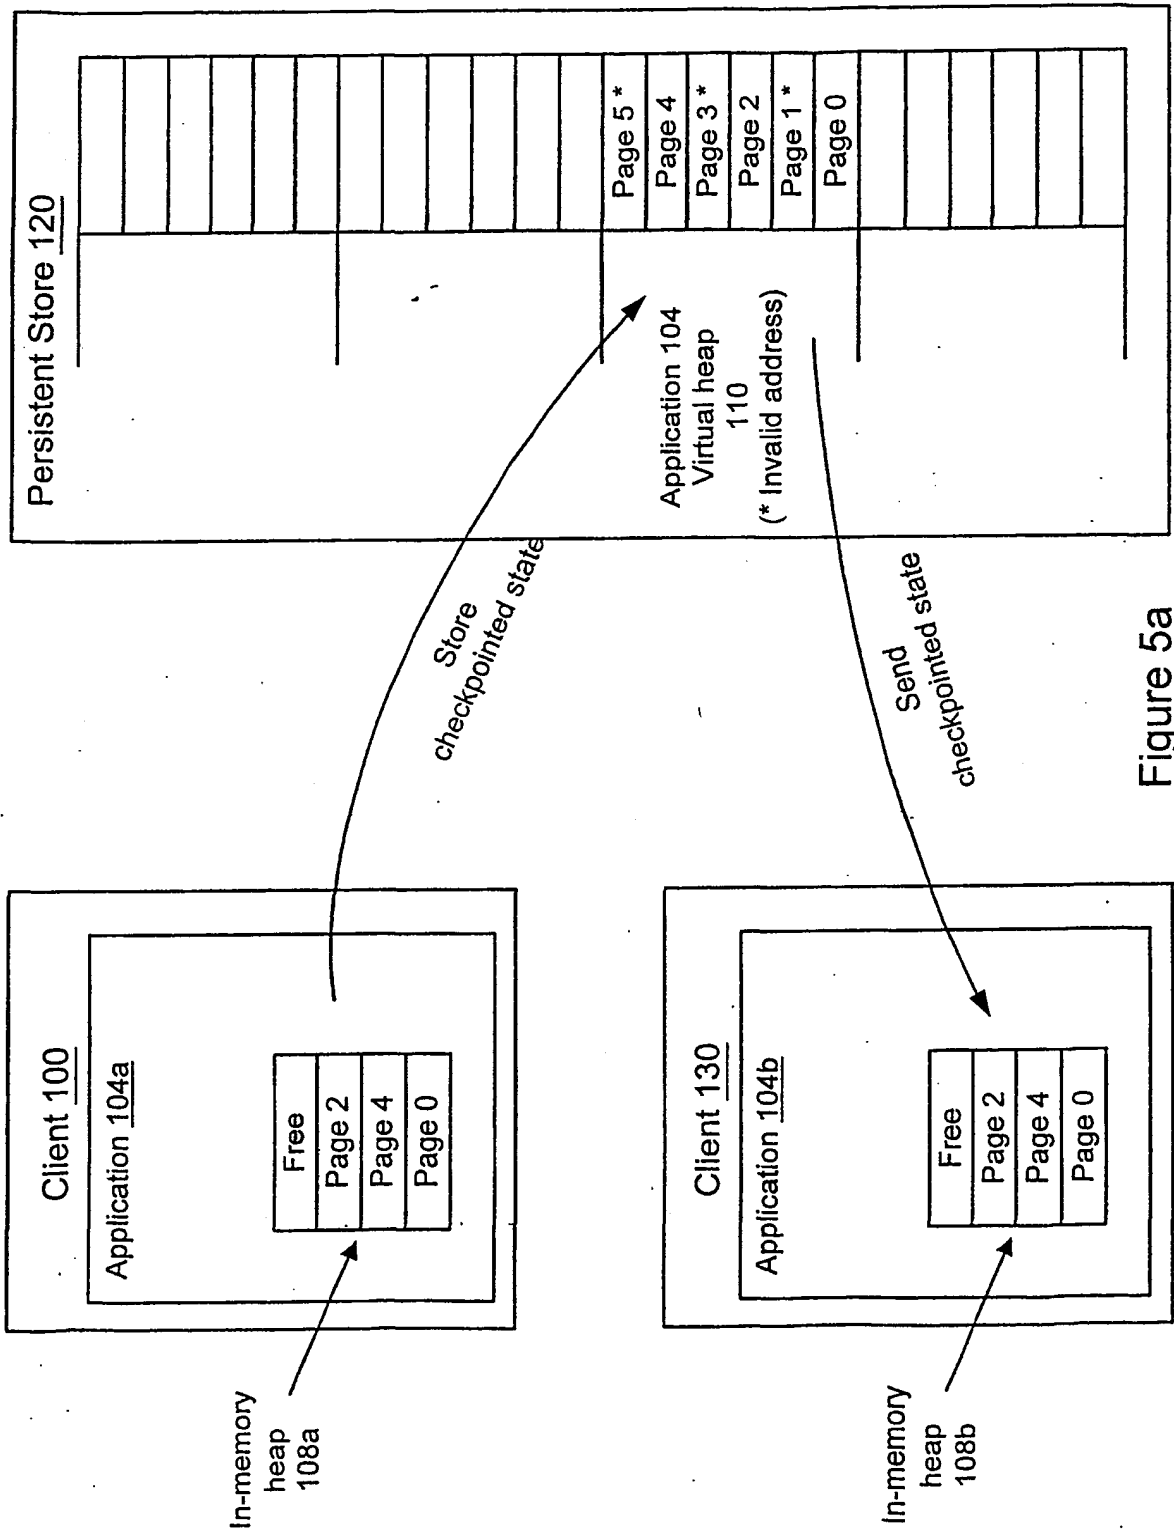 Persistent Store 120
Page 5 *
Page 4
Page 3 *
Page 2
Page 1 *
Page 0
Application 104
Virtual heap
110
(* Invalid address)
Store
checkpointed state
Send
checkpointed state
Client 100
Application 104a
Free
Page 2
Page 4
Page 0
In-memory
heap
108a
Client 130
Application 104b
Free
Page 2
Page 4
Page 0
In-memory
heap
108b
Figure 5a